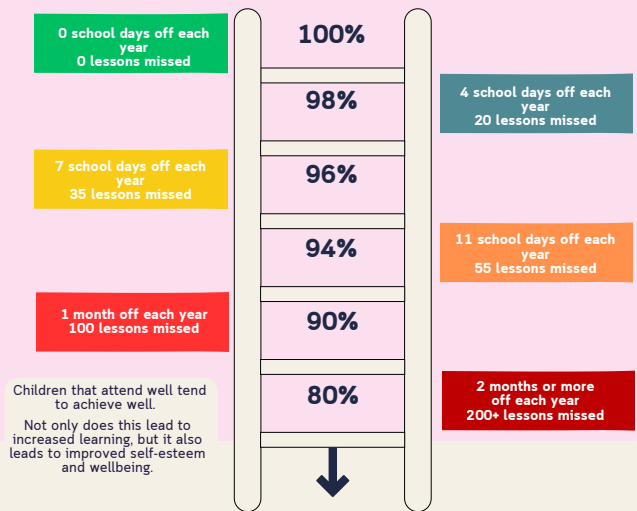 0 school days off each
year
0 lessons missed
100%
98%
4 school days off each
year
20 lessons missed
7 school days off each
year
35 lessons missed
96%
94%
11 school days off each
year
55 lessons missed
1 month off each year
100 lessons missed
90%
80%
2 months or more
off each year
200+ lessons missed
Children that attend well tend
to achieve well.
Not only does this lead to
increased learning, but it also
leads to improved self-esteem
and wellbeing.